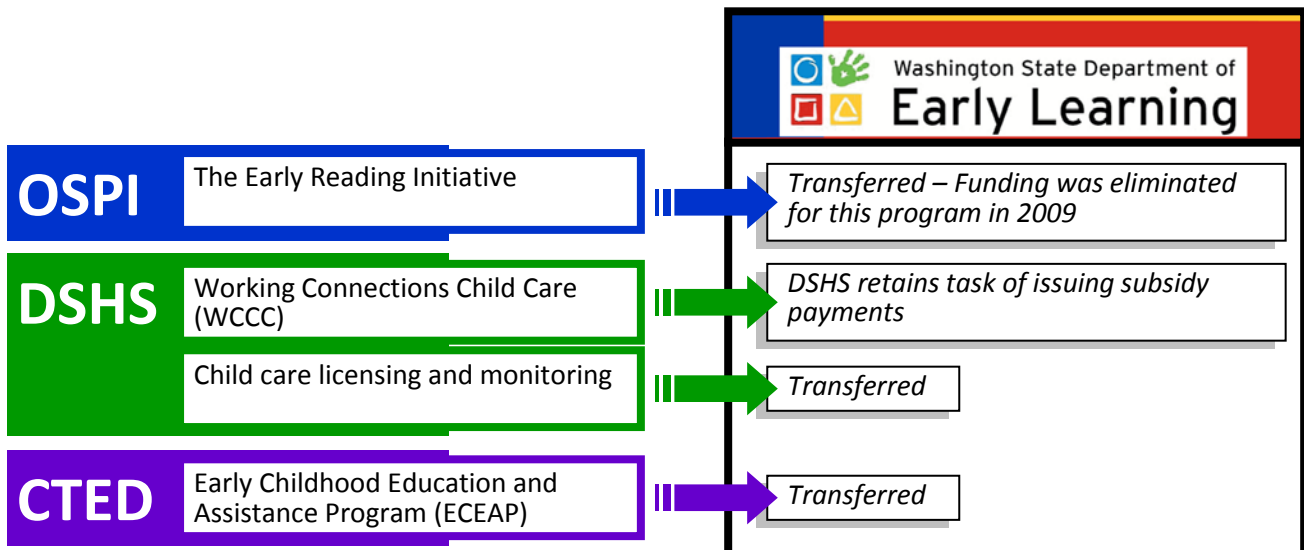 Washington State Department of
Early Learning
OSPI
The Early Reading Initiative
Transferred – Funding was eliminated
for this program in 2009
DSHS
Working Connections Child Care
(WCCC)
DSHS retains task of issuing subsidy
payments
Child care licensing and monitoring
Transferred
CTED
Early Childhood Education and
Assistance Program (ECEAP)
Transferred